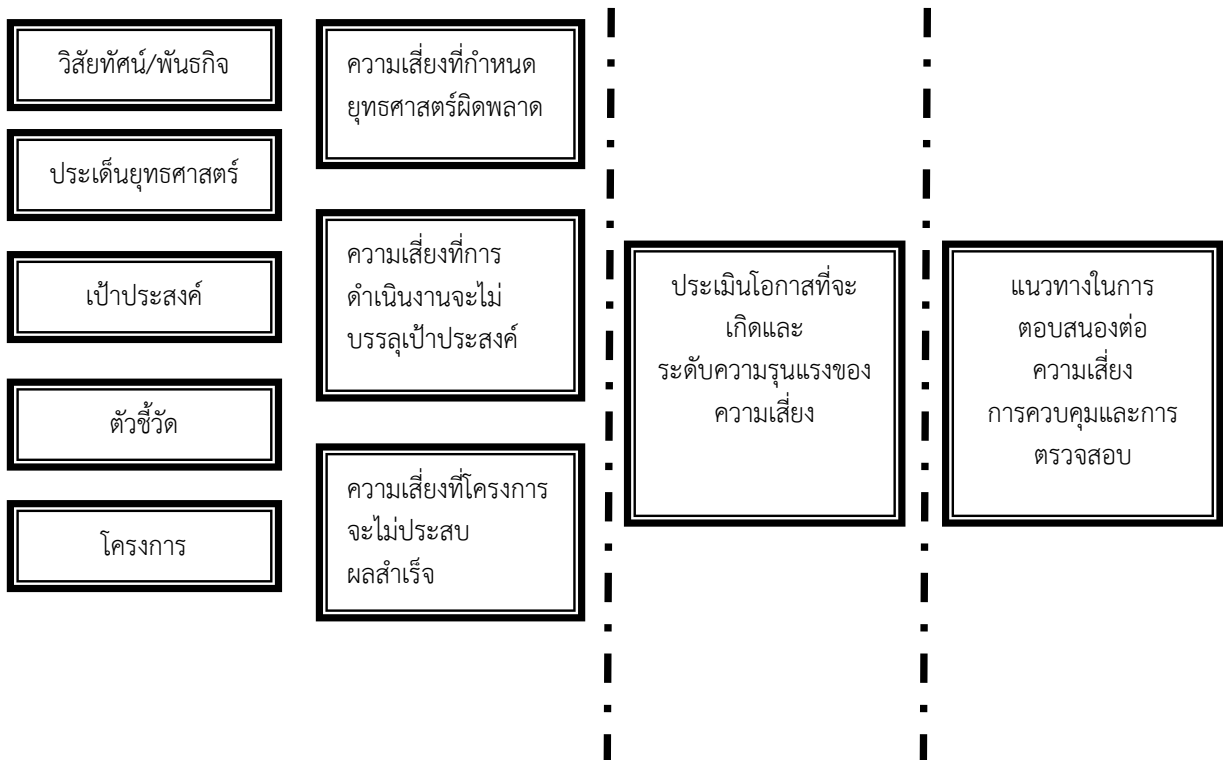 วิสัยทัศน์/พันธกิจ
ประเด็นยุทธศาสตร์
เป้าประสงค์
ตัวชี้วัด
โครงการ
ความเสี่ยงที่กำหนด
ยุทธศาสตร์ผิดพลาด
ความเสี่ยงที่การ
ดำเนินงานจะไม่
บรรลุเป้าประสงค์
ความเสี่ยงที่โครงการ
จะไม่ประสบ
ผลสำเร็จ
ประเมินโอกาสที่จะ
เกิดและ
ระดับความรุนแรงของ
ความเสี่ยง
แนวทางในการ
ตอบสนองต่อ
ความเสี่ยง
การควบคุมและการ
ตรวจสอบ